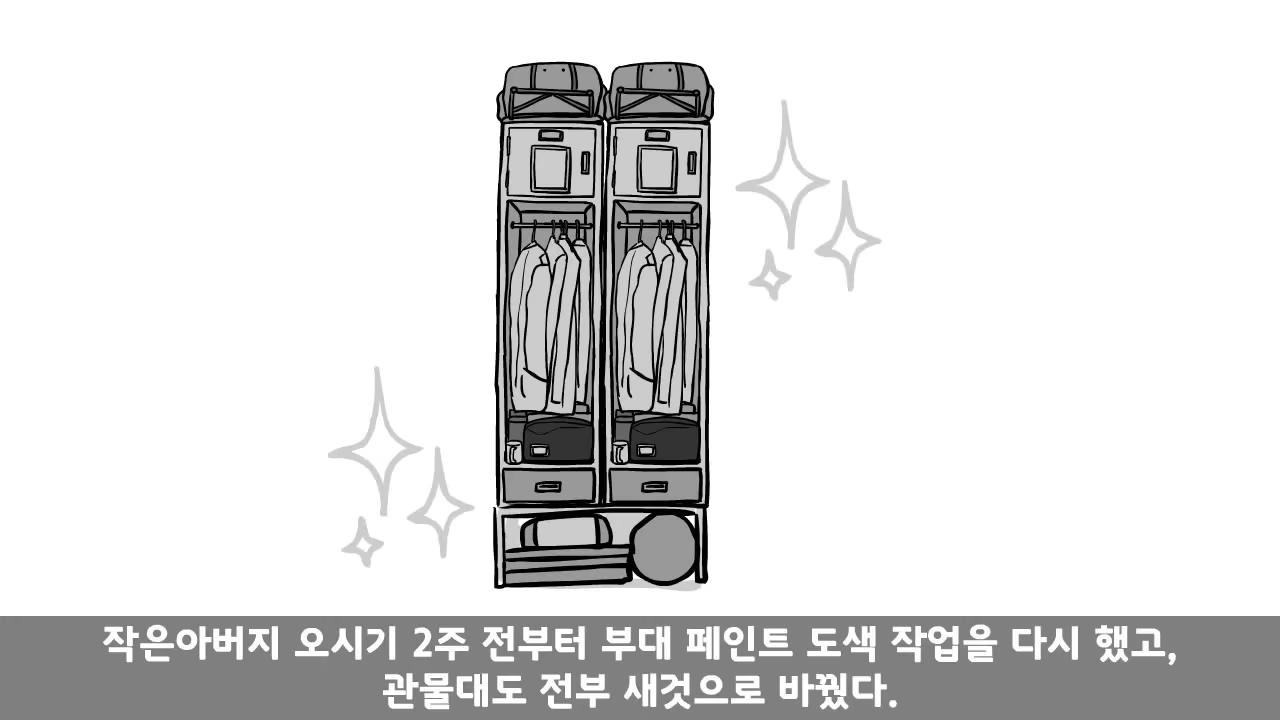 작은아버지 오시기 2주 전부터 부대 페인트 도색 작업을 다시 했고,
관물대도 전부 새것으로 바꿨다.